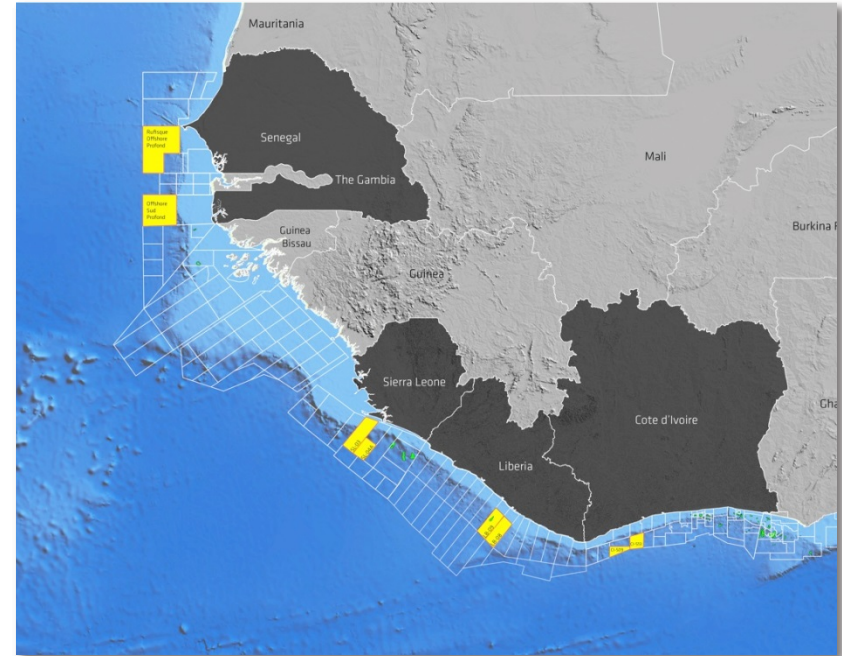 Mauritania
Rufisque
Offshore
Profond
Senegal
Mali
The Gambia
Offshore
Sud
Profond
Guinea
Bissau
Burkina F
Guinea
Sierra Leone
Gha
Cote d'Ivoire
Liberia